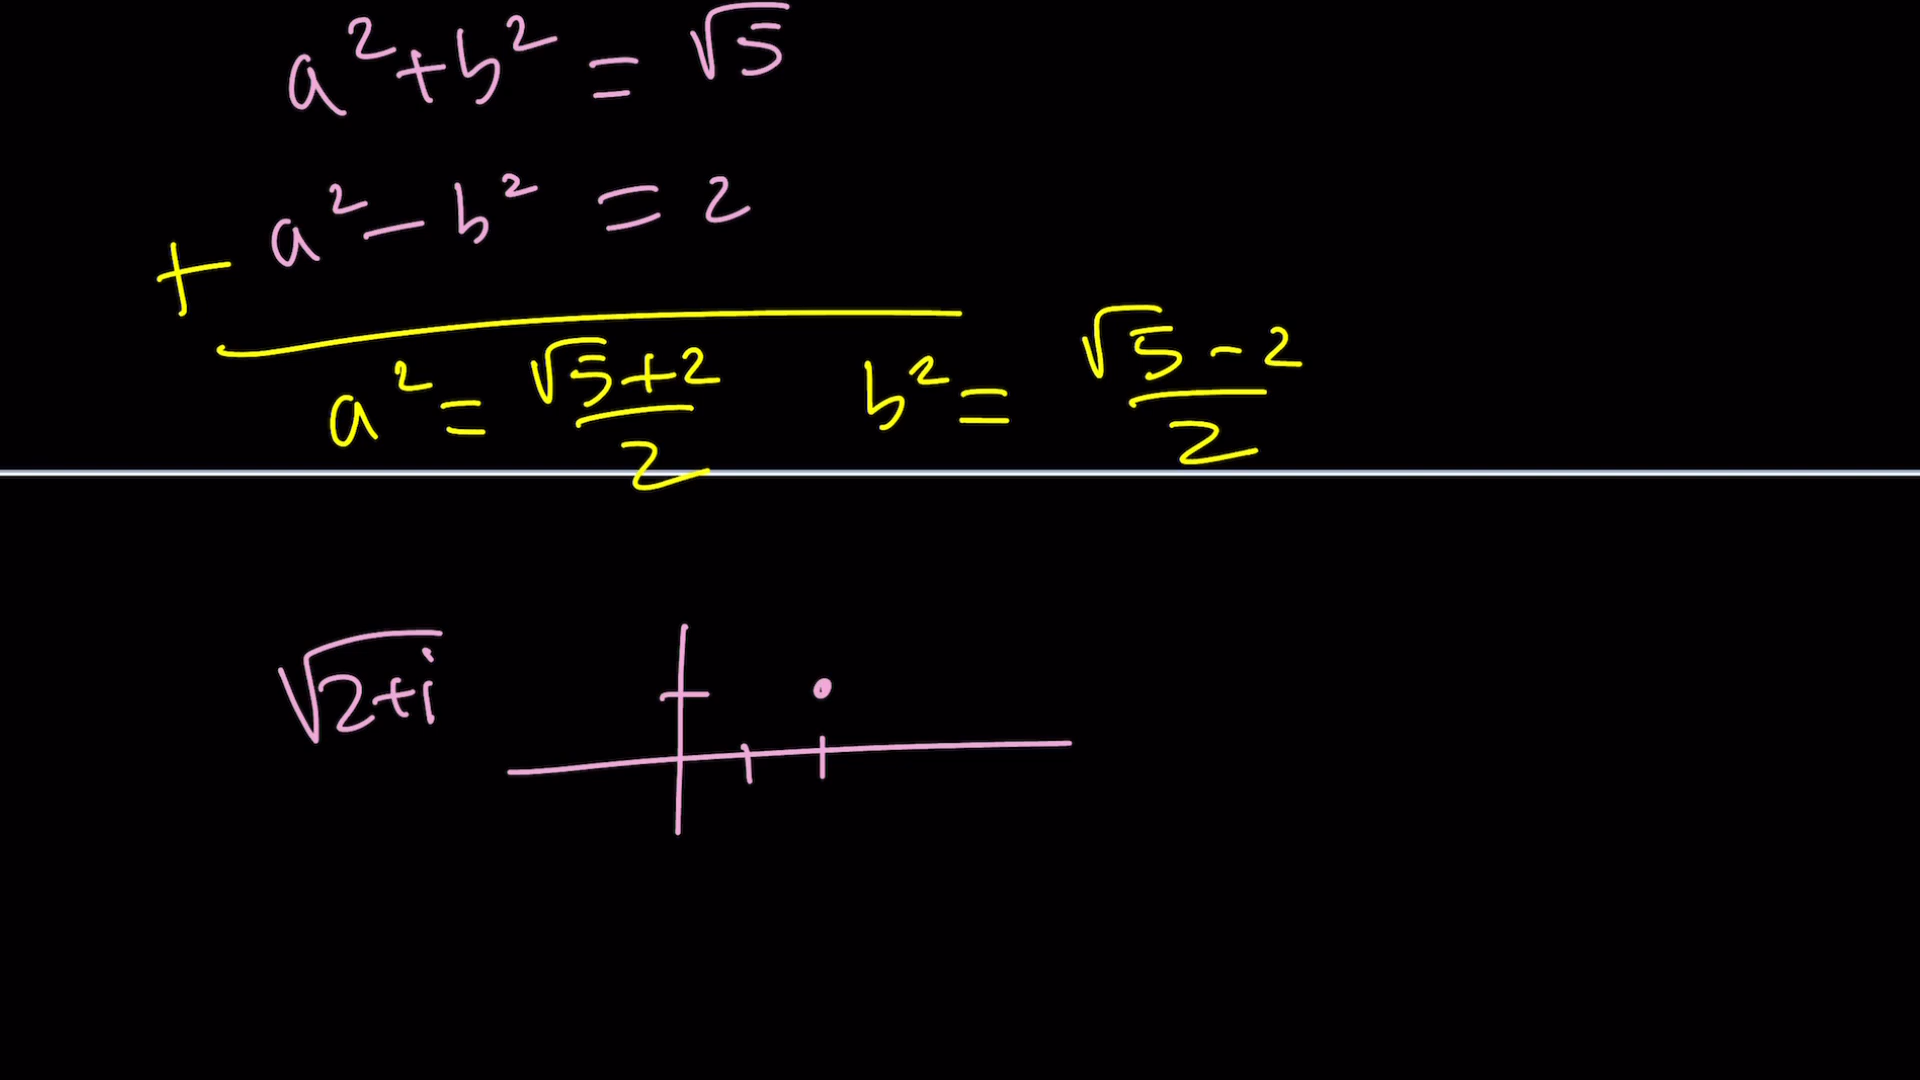 a² + b² = √5
+ a² − b² = 2
a² = (√5+2)/2  b² = (√5−2)/2
√(2+i)